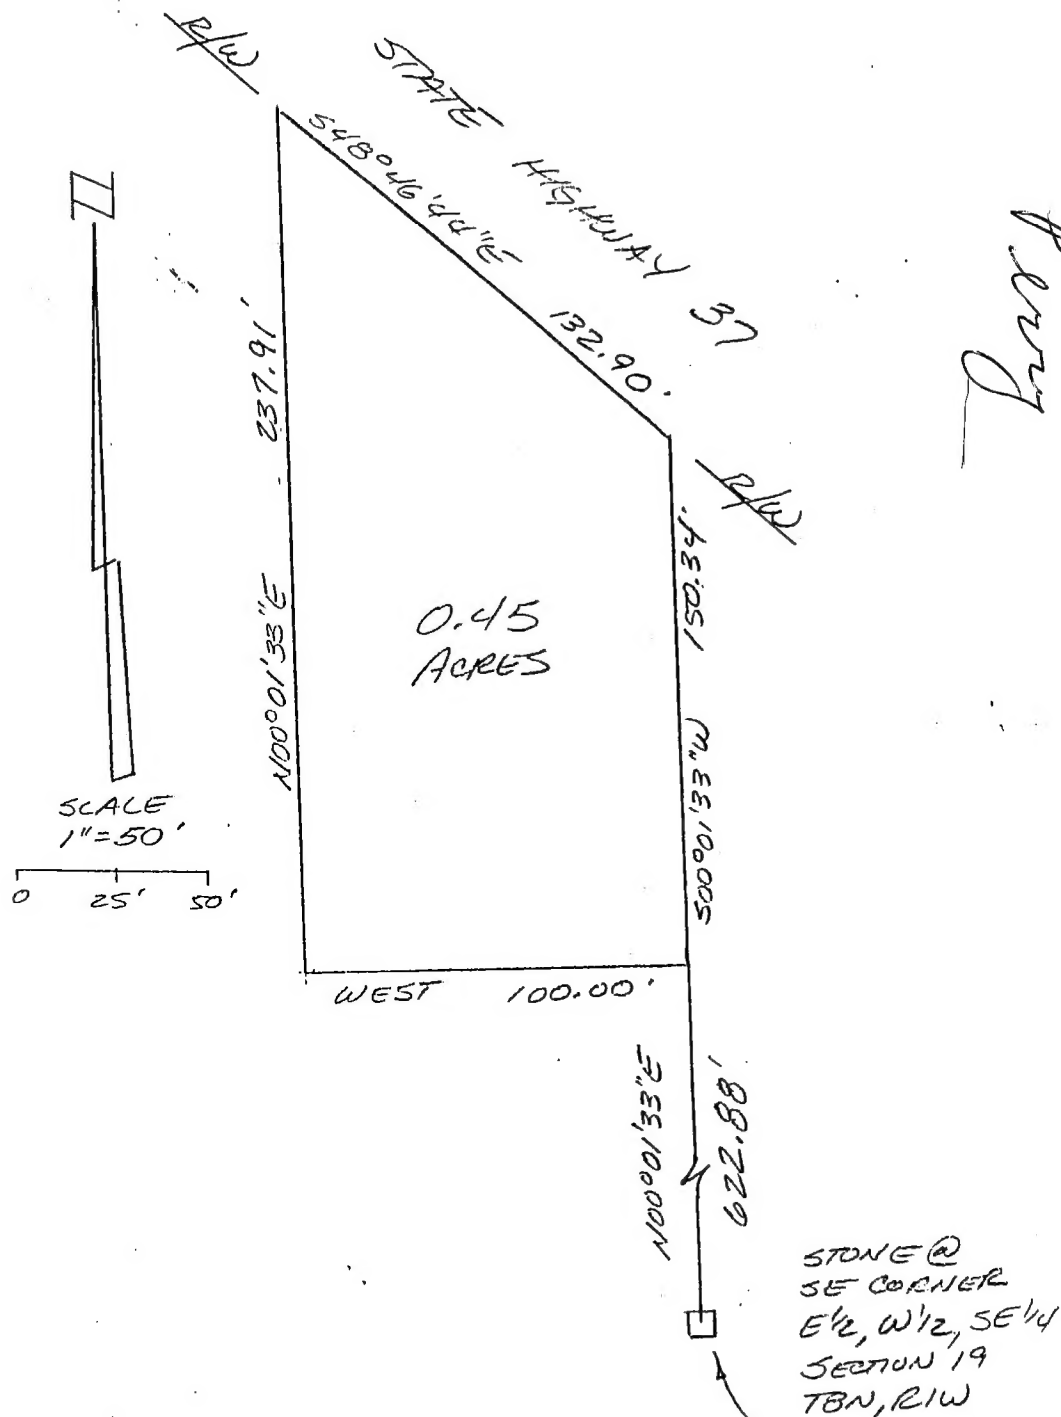 R/W
STATE HIGHWAY 37
S48°46'44"E 132.90'
N
237.91'
N00°01'33"E
0.45
ACRES
R/W
150.34'
S00°01'33"W
SCALE
1"=50'
0 25' 50'
WEST 100.00'
N00°01'33"E
622.88'
STONE @
SE CORNER
E1/2, W1/2, SE1/4
SECTION 19
T8N, R1W